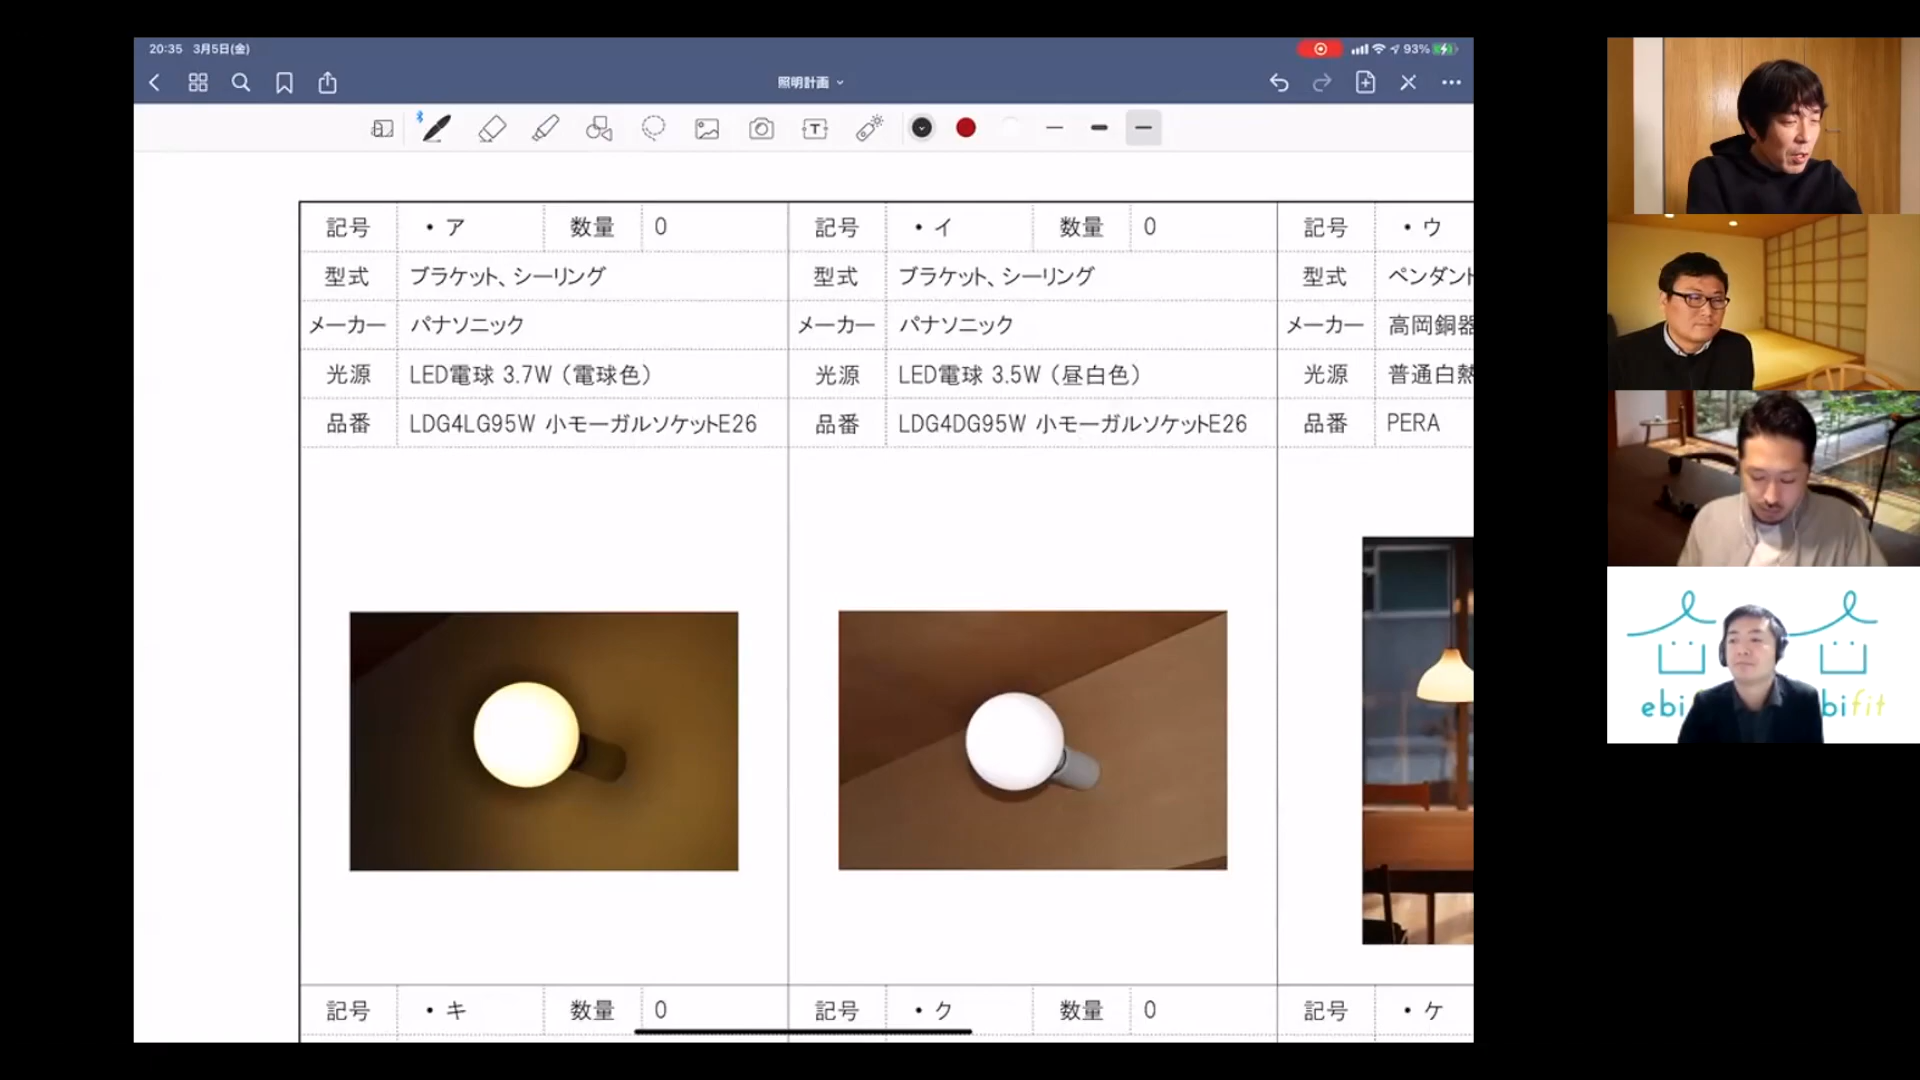 20:35 3月5日(金)
93%
照明計画
記号 ・ア 数量 0 記号 ・イ 数量 0 記号 ・ウ
型式 ブラケット、シーリング 型式 ブラケット、シーリング 型式 ペンダント
メーカー パナソニック メーカー パナソニック メーカー 高岡銅器
光源 LED電球 3.7W（電球色） 光源 LED電球 3.5W（昼白色） 光源 普通白熱
品番 LDG4LG95W 小モーガルソケットE26 品番 LDG4DG95W 小モーガルソケットE26 品番 PERA
記号 ・キ 数量 0 記号 ・ク 数量 0 記号 ・ケ
ebi bifit